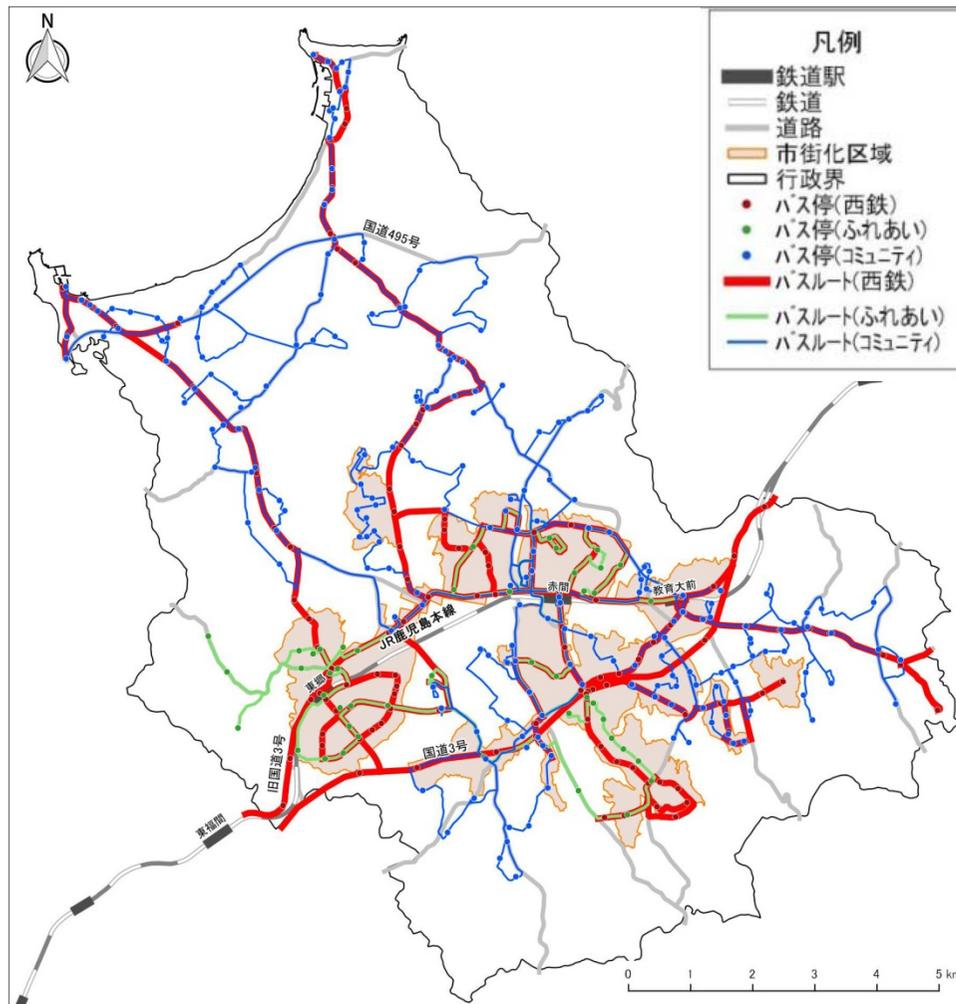 N
凡例
鉄道駅
鉄道
道路
市街化区域
行政界
バス停(西鉄)
バス停(ふれあい)
バス停(コミュニティ)
バスルート(西鉄)
バスルート(ふれあい)
バスルート(コミュニティ)
国道495号
赤間
教育大前
JR鹿児島本線
東郷
国道3号
旧国道3号
東福間
0 1 2 3 4 5 km